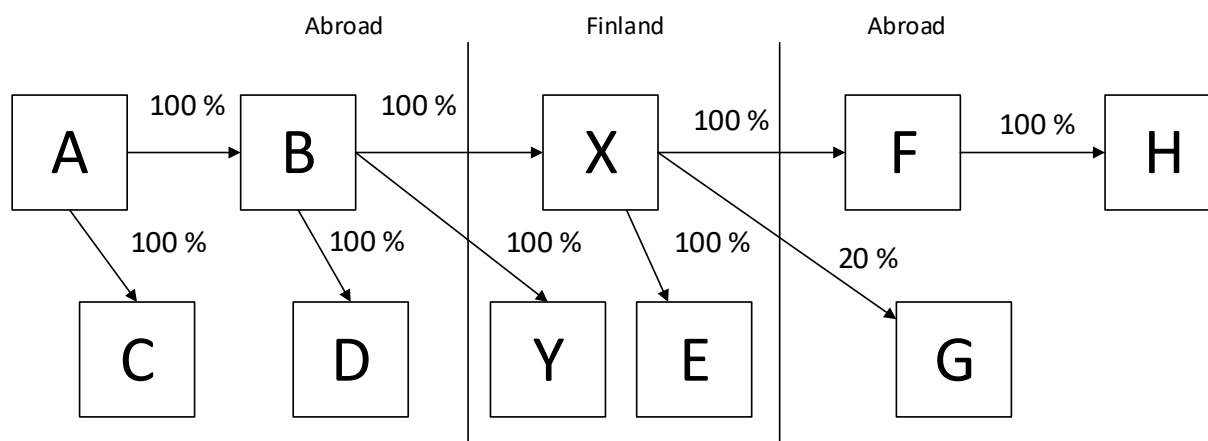 Abroad Finland Abroad
100 % 100 % 100 % 100 %
A B X F H
100 % 100 % 100 % 100 % 20 %
C D Y E G